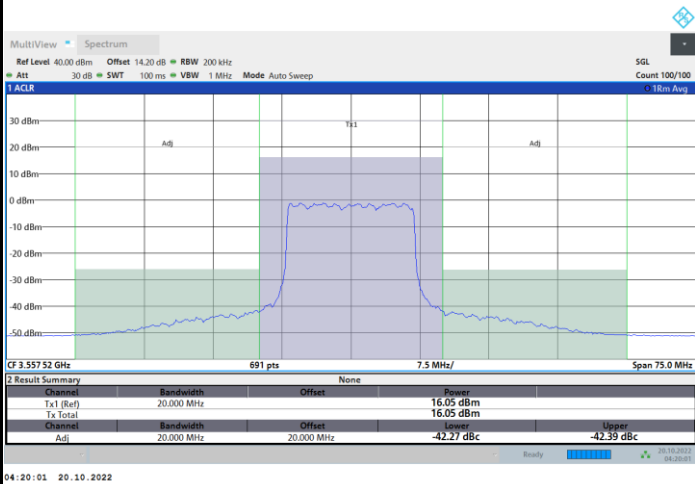 MultiView Spectrum
Ref Level 40.00 dBm Offset 14.20 dB RBW 200 kHz SGL
Att 30 dB SWT 100 ms VBW 1 MHz Mode Auto Sweep Count 100/100
1 ACLR 1Rm Avg
Tx1
30 dBm
Adj Adj
20 dBm
10 dBm
0 dBm
-10 dBm
-20 dBm
-30 dBm
-40 dBm
-50 dBm
CF 3.557 52 GHz 691 pts 7.5 MHz/ Span 75.0 MHz
2 Result Summary None
Channel Bandwidth Offset Power
Tx1 (Ref) 20.000 MHz 16.05 dBm
Tx Total 16.05 dBm
Channel Bandwidth Offset Lower Upper
Adj 20.000 MHz 20.000 MHz -42.27 dBc -42.39 dBc
Ready 20.10.2022
04:20:01
04:20:01 20.10.2022